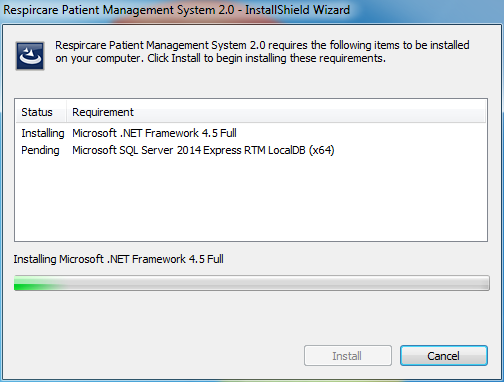 Respircare Patient Management System 2.0 - InstallShield Wizard
Respircare Patient Management System 2.0 requires the following items to be installed
on your computer. Click Install to begin installing these requirements.
Status Requirement
Installing Microsoft .NET Framework 4.5 Full
Pending Microsoft SQL Server 2014 Express RTM LocalDB (x64)
Installing Microsoft .NET Framework 4.5 Full
Install Cancel